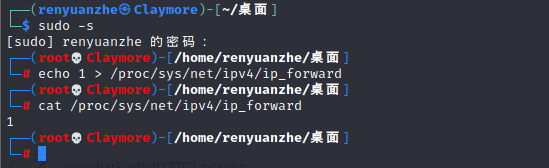 ┌──(renyuanzhe㉿Claymore)-[~/桌面]
└─$ sudo -s
[sudo] renyuanzhe 的密码：
┌──(root💀Claymore)-[/home/renyuanzhe/桌面]
└─# echo 1 > /proc/sys/net/ipv4/ip_forward
┌──(root💀Claymore)-[/home/renyuanzhe/桌面]
└─# cat /proc/sys/net/ipv4/ip_forward
1
┌──(root💀Claymore)-[/home/renyuanzhe/桌面]
└─#